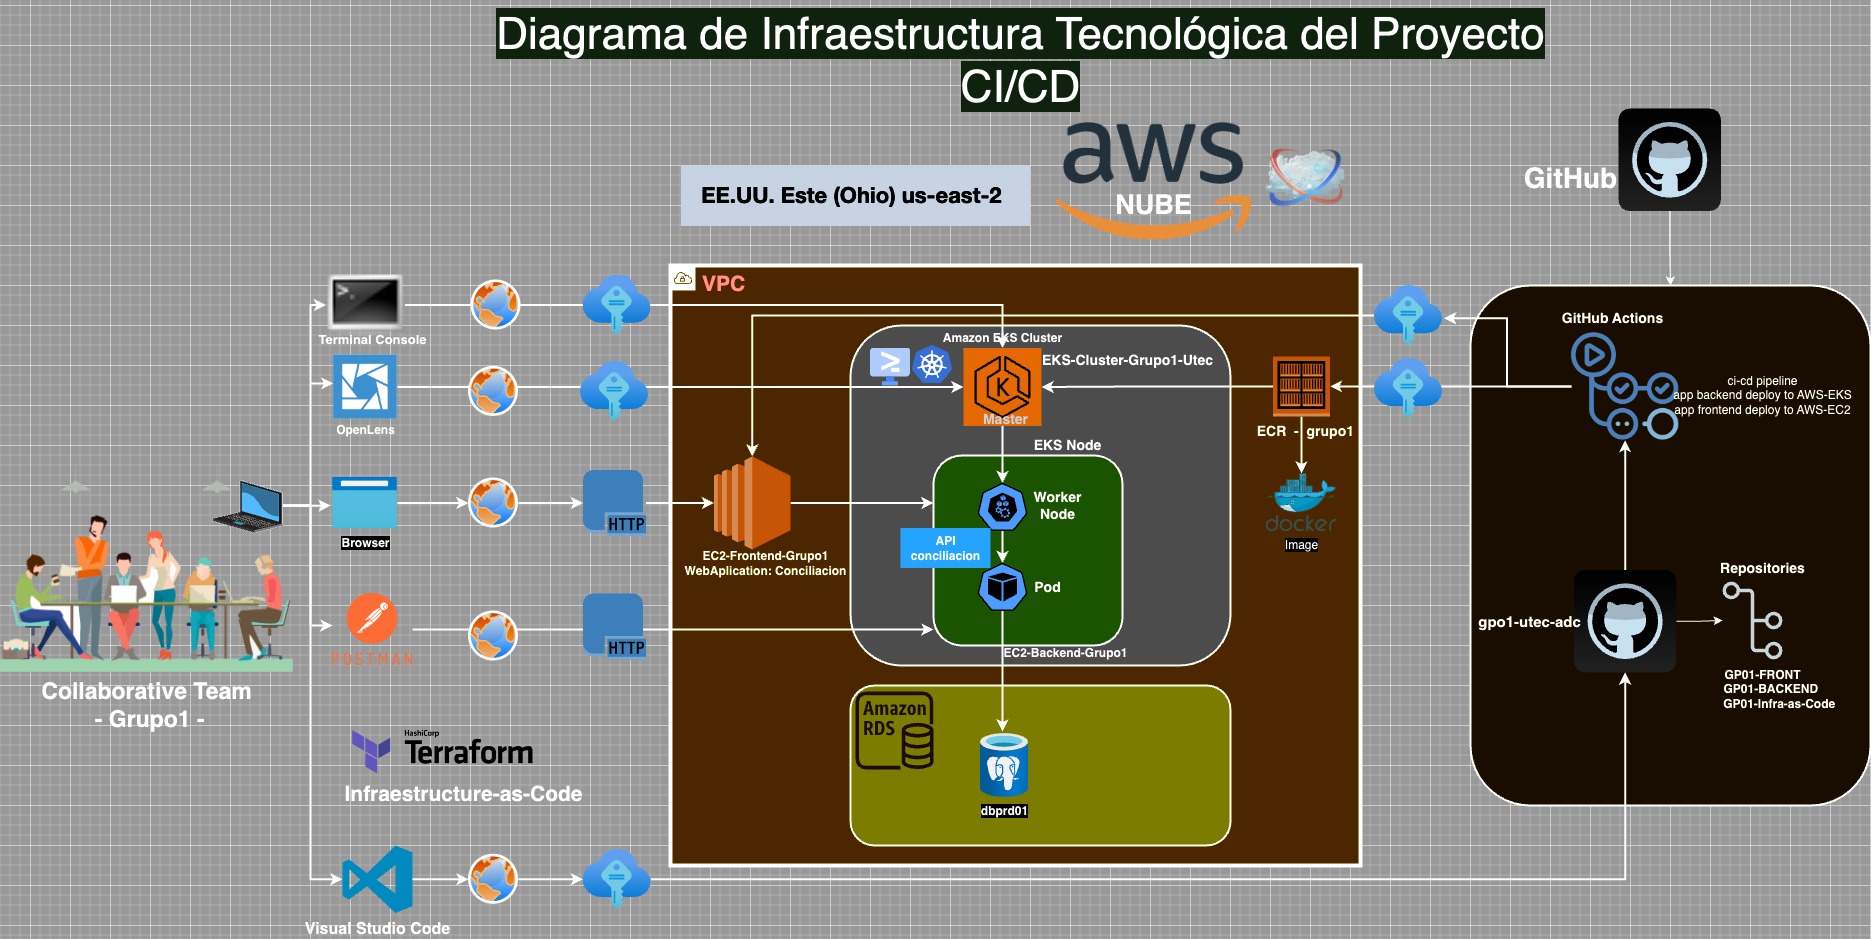 Diagrama de Infraestructura Tecnológica del Proyecto
CI/CD
EE.UU. Este (Ohio) us-east-2
aws
NUBE
GitHub
VPC
Terminal Console
OpenLens
Browser
HTTP
POSTMAN
HTTP
Collaborative Team
- Grupo1 -
HashiCorp
Terraform
Infraestructure-as-Code
Visual Studio Code
Amazon EKS Cluster
EKS-Cluster-Grupo1-Utec
K
Master
EKS Node
Worker
Node
API
conciliacion
Pod
EC2-Backend-Grupo1
EC2-Frontend-Grupo1
WebAplication: Conciliacion
Amazon
RDS
dbprd01
ECR - grupo1
docker
Image
GitHub Actions
ci-cd pipeline
app backend deploy to AWS-EKS
app frontend deploy to AWS-EC2
gpo1-utec-adc
Repositories
GP01-FRONT
GP01-BACKEND
GP01-Infra-as-Code